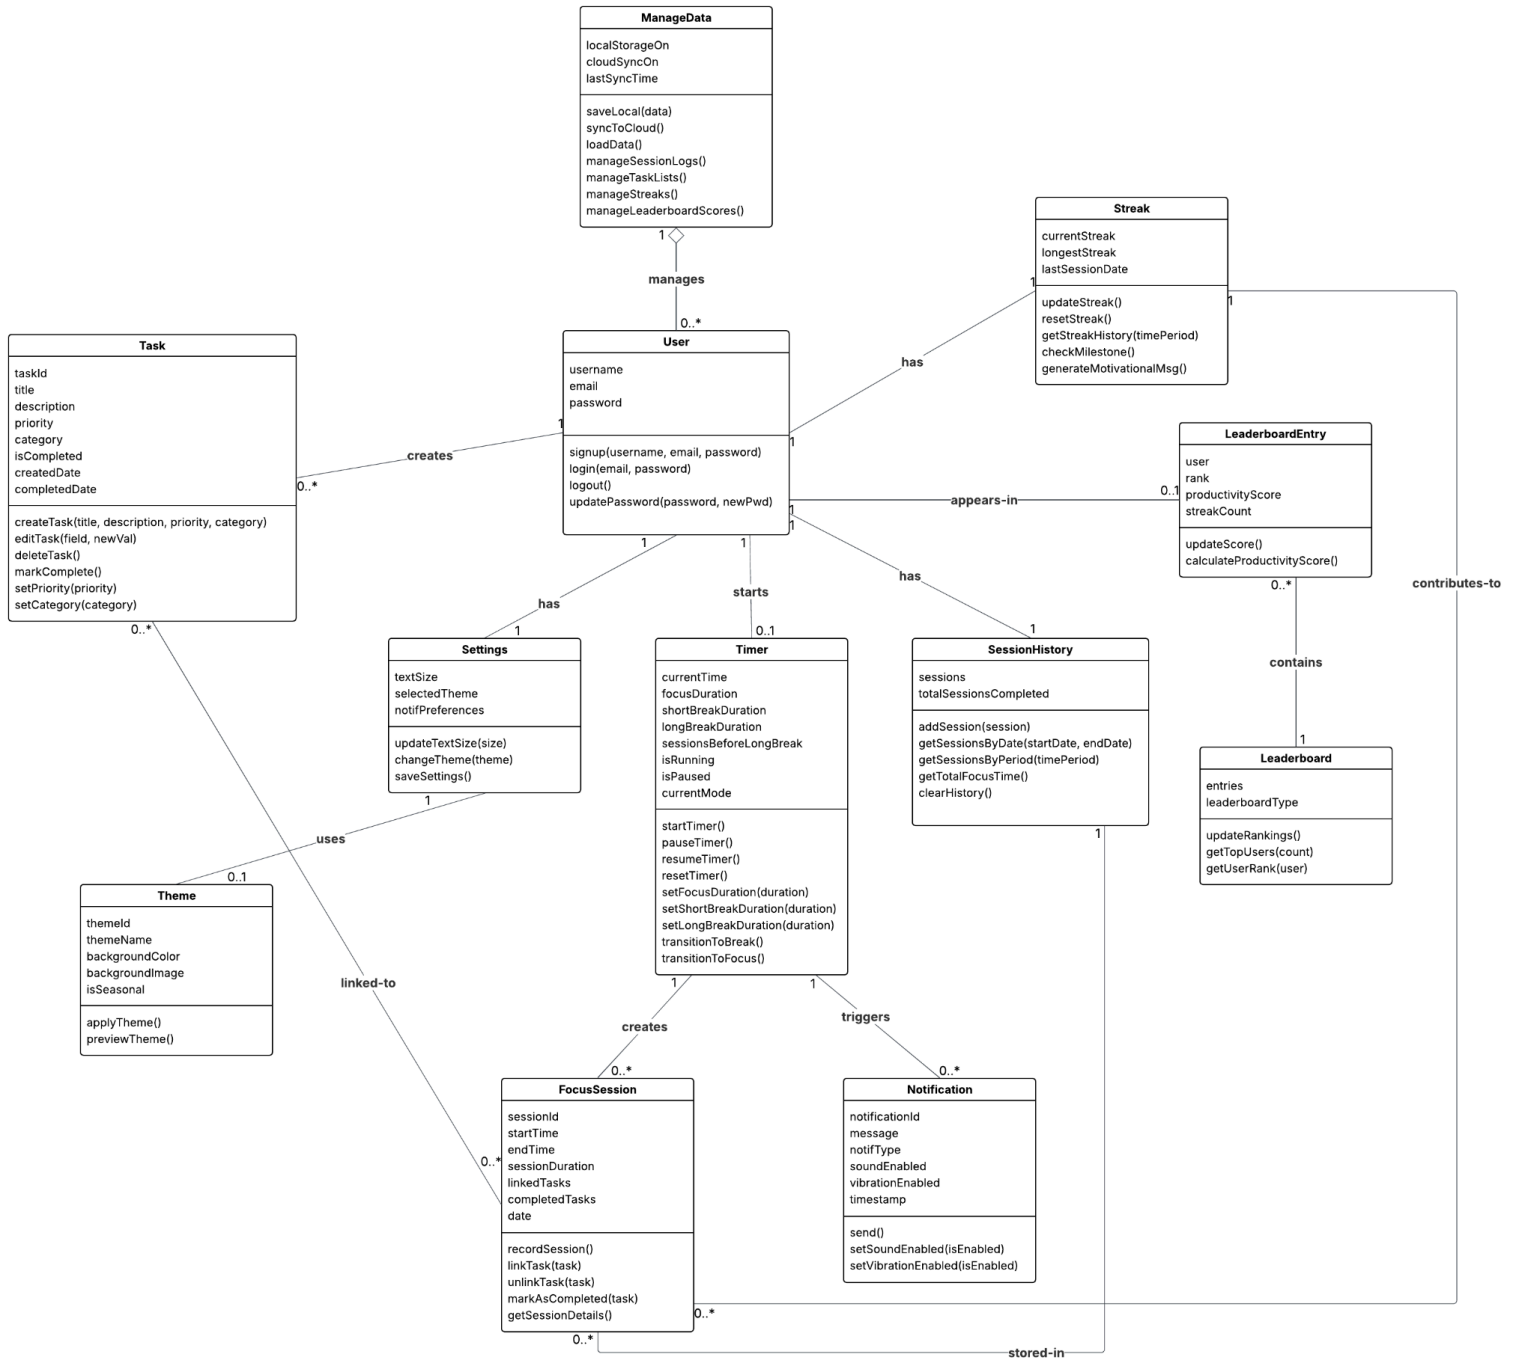 ManageData
localStorageOn
cloudSyncOn
lastSyncTime
saveLocal(data)
syncToCloud()
loadData()
manageSessionLogs()
manageTaskLists()
manageStreaks()
manageLeaderboardScores()
1
manages
0..*
Streak
currentStreak
longestStreak
lastSessionDate
updateStreak()
resetStreak()
getStreakHistory(timePeriod)
checkMilestone()
generateMotivationalMsg()
1
1
has
Task
taskId
title
description
priority
category
isCompleted
createdDate
completedDate
createTask(title, description, priority, category)
editTask(field, newVal)
deleteTask()
markComplete()
setPriority(priority)
setCategory(category)
0..*
creates
1
0..*
User
username
email
password
signup(username, email, password)
login(email, password)
logout()
updatePassword(password, newPwd)
1
1
1
appears-in
0..1
LeaderboardEntry
user
rank
productivityScore
streakCount
updateScore()
calculateProductivityScore()
0..*
contains
1
contributes-to
1
has
1
1
starts
0..1
has
1
Settings
textSize
selectedTheme
notifPreferences
updateTextSize(size)
changeTheme(theme)
saveSettings()
1
uses
0..1
Timer
currentTime
focusDuration
shortBreakDuration
longBreakDuration
sessionsBeforeLongBreak
isRunning
isPaused
currentMode
startTimer()
pauseTimer()
resumeTimer()
resetTimer()
setFocusDuration(duration)
setShortBreakDuration(duration)
setLongBreakDuration(duration)
transitionToBreak()
transitionToFocus()
1
1
SessionHistory
sessions
totalSessionsCompleted
addSession(session)
getSessionsByDate(startDate, endDate)
getSessionsByPeriod(timePeriod)
getTotalFocusTime()
clearHistory()
1
Leaderboard
entries
leaderboardType
updateRankings()
getTopUsers(count)
getUserRank(user)
Theme
themeId
themeName
backgroundColor
backgroundImage
isSeasonal
applyTheme()
previewTheme()
linked-to
creates
triggers
0..*
0..*
0..*
FocusSession
sessionId
startTime
endTime
sessionDuration
linkedTasks
completedTasks
date
recordSession()
linkTask(task)
unlinkTask(task)
markAsCompleted(task)
getSessionDetails()
0..*
0..*
Notification
notificationId
message
notifType
soundEnabled
vibrationEnabled
timestamp
send()
setSoundEnabled(isEnabled)
setVibrationEnabled(isEnabled)
stored-in